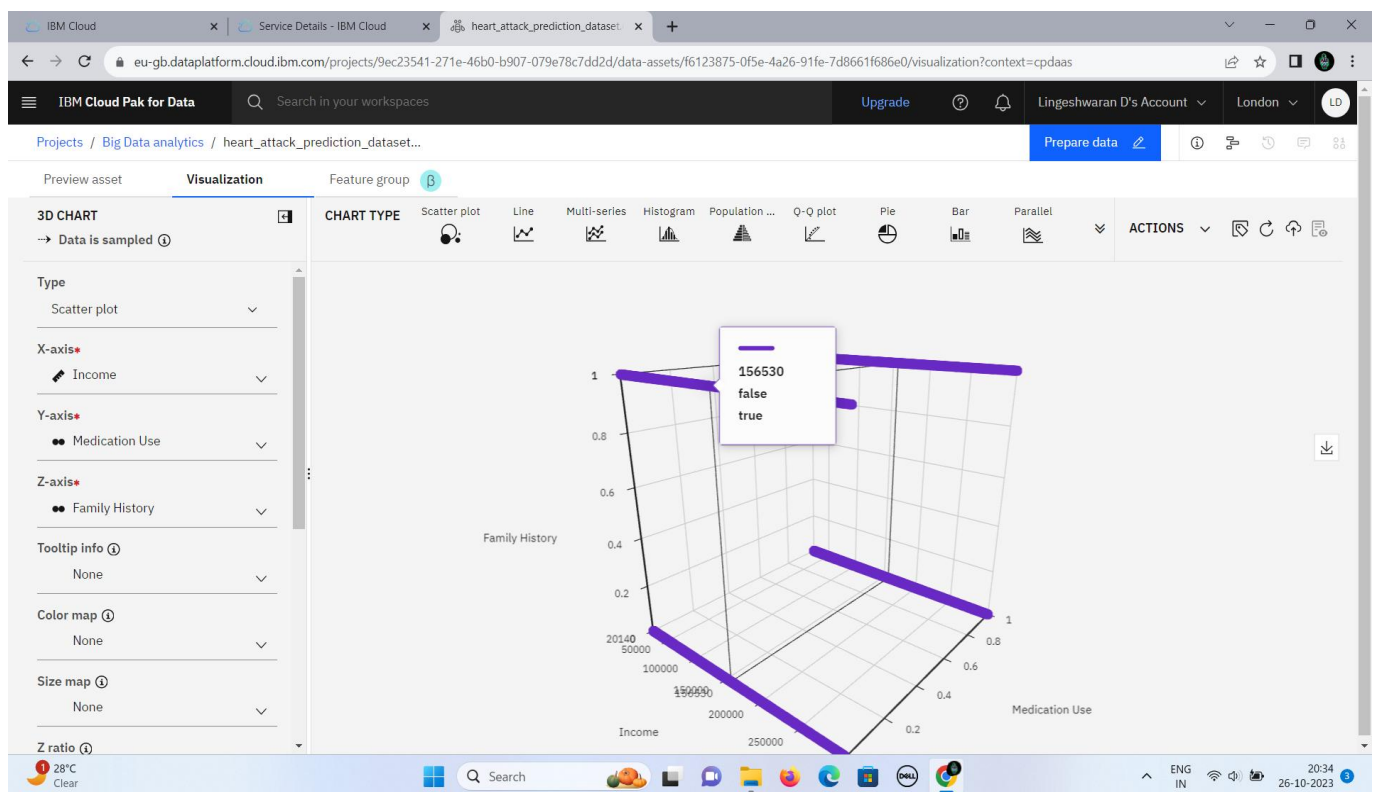 IBM Cloud
Service Details - IBM Cloud
heart_attack_prediction_dataset.
eu-gb.dataplatform.cloud.ibm.com/projects/9ec23541-271e-46b0-b907-079e78c7dd2d/data-assets/f6123875-0f5e-4a26-91fe-7d8661f686e0/visualization?context=cpdaas
IBM Cloud Pak for Data
Search in your workspaces
Upgrade
Lingeshwaran D's Account
London
LD
Projects / Big Data analytics / heart_attack_prediction_dataset...
Prepare data
Preview asset
Visualization
Feature group
β
3D CHART
Data is sampled
CHART TYPE
Scatter plot
Line
Multi-series
Histogram
Population ...
Q-Q plot
Pie
Bar
Parallel
ACTIONS
Type
Scatter plot
X-axis*
Income
Y-axis*
Medication Use
Z-axis*
Family History
Tooltip info
None
Color map
None
Size map
None
Z ratio
156530
false
true
1
0.8
0.6
0.4
0.2
Family History
20140
50000
100000
150000
156530
200000
250000
Income
0.2
0.4
0.6
0.8
1
Medication Use
1
28°C
Clear
Search
DELL
ENG
IN
20:34
26-10-2023
3